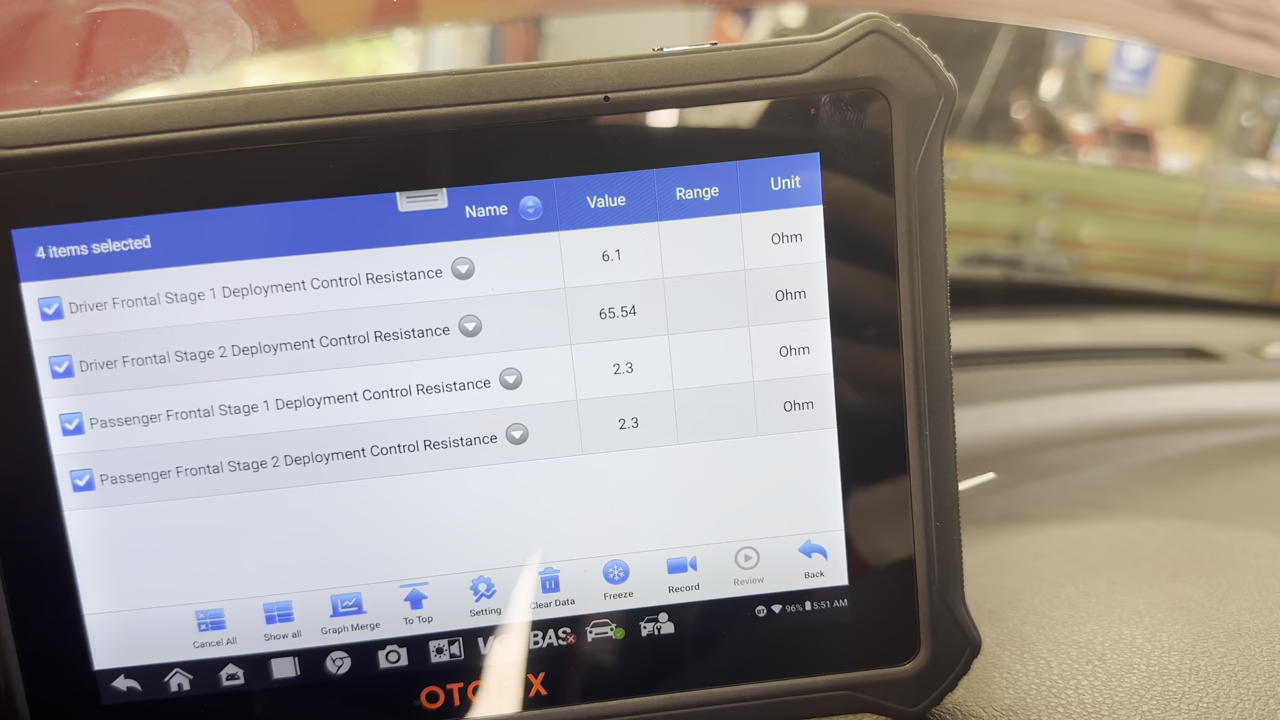 4 items selected Name Value Range Unit
Driver Frontal Stage 1 Deployment Control Resistance 6.1 Ohm
Driver Frontal Stage 2 Deployment Control Resistance 65.54 Ohm
Passenger Frontal Stage 1 Deployment Control Resistance 2.3 Ohm
Passenger Frontal Stage 2 Deployment Control Resistance 2.3 Ohm
Cancel All Show all Graph Merge To Top Setting Clear Data Freeze Record Review Back
96% 5:51 AM